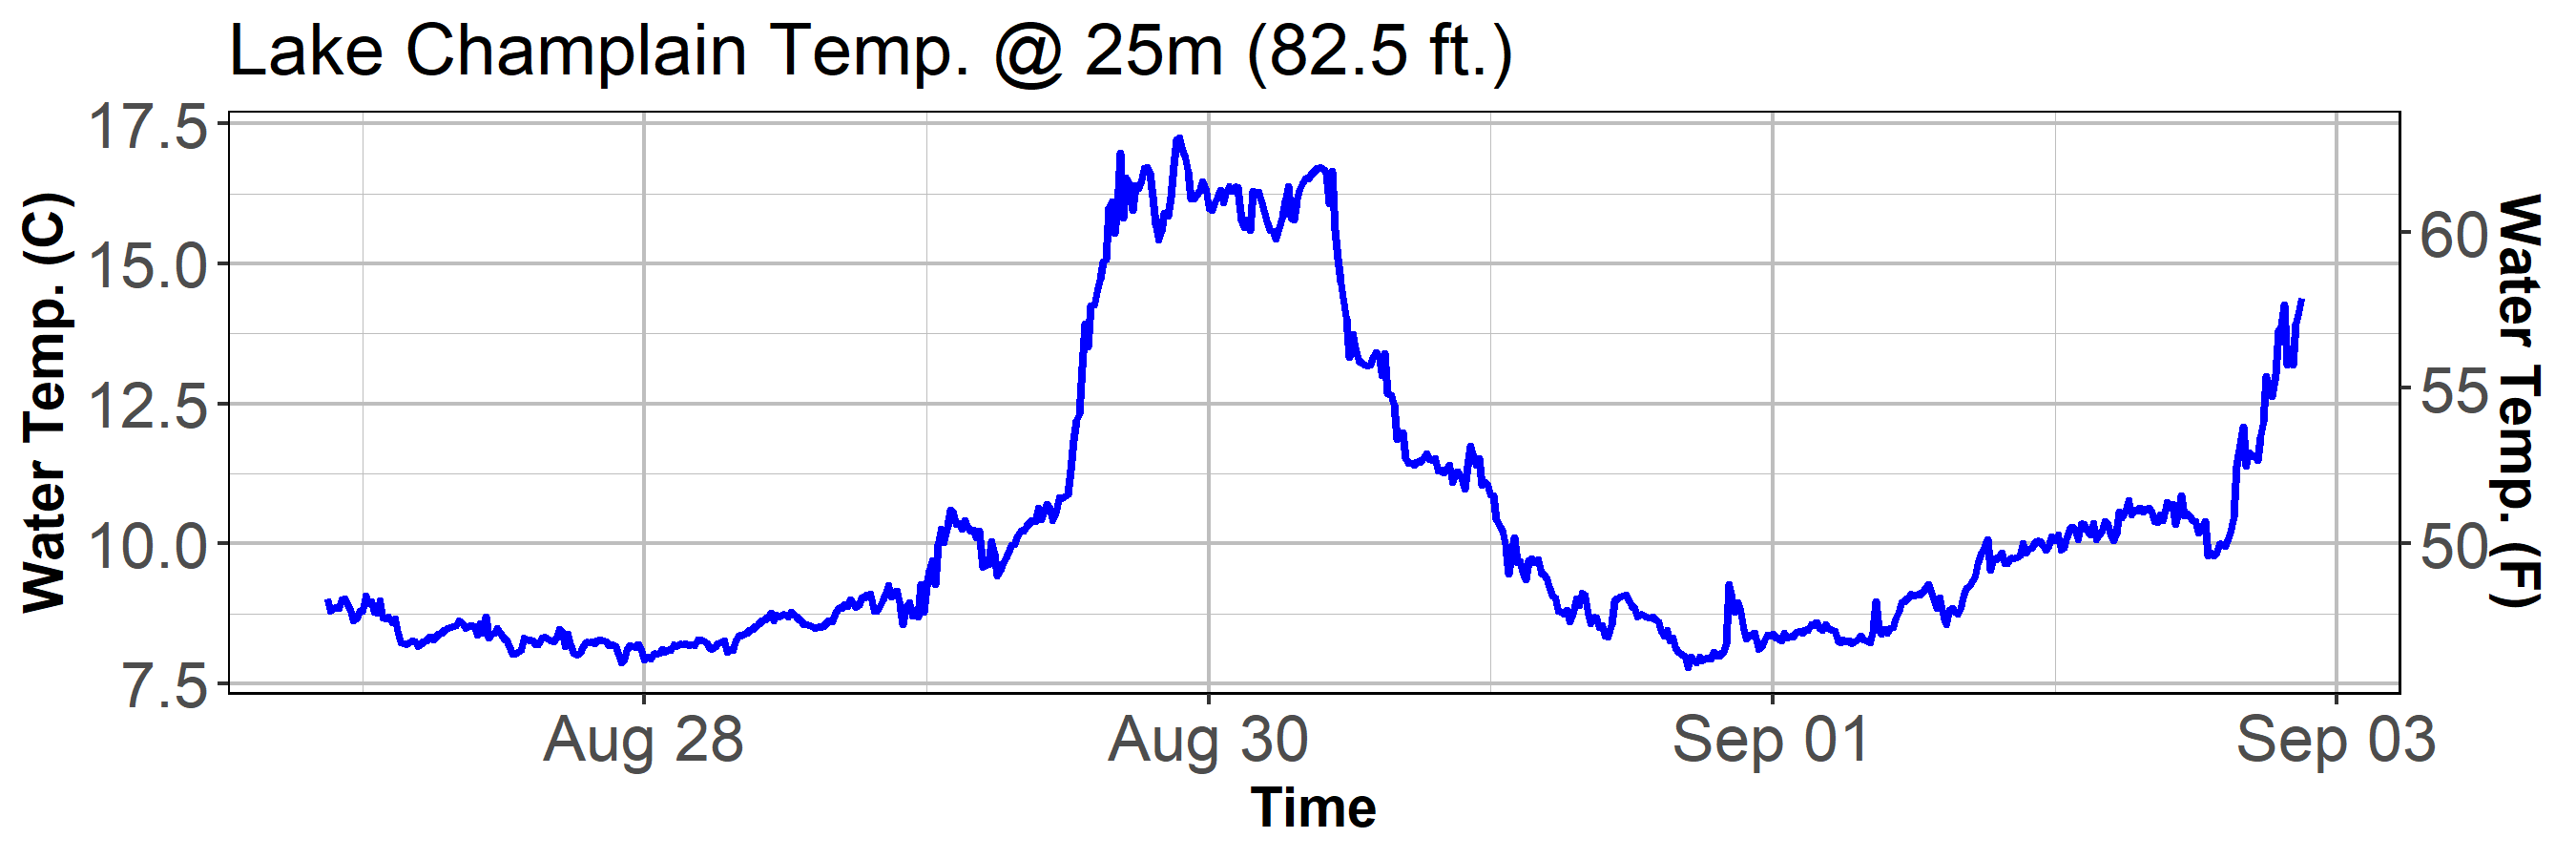 Lake Champlain Temp. @ 25m (82.5 ft.)
Water Temp. (C)
17.5
15.0
12.5
10.0
7.5
60
55
50
Water Temp. (F)
Aug 28
Aug 30
Sep 01
Sep 03
Time